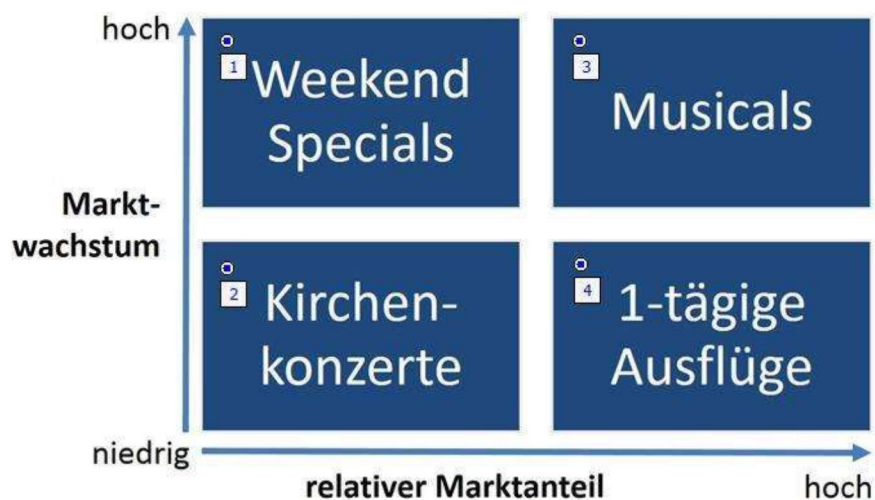 hoch
1
Weekend
Specials
3
Musicals
Markt-
wachstum
2
Kirchen-
konzerte
4
1-tägige
Ausflüge
niedrig
relativer Marktanteil
hoch